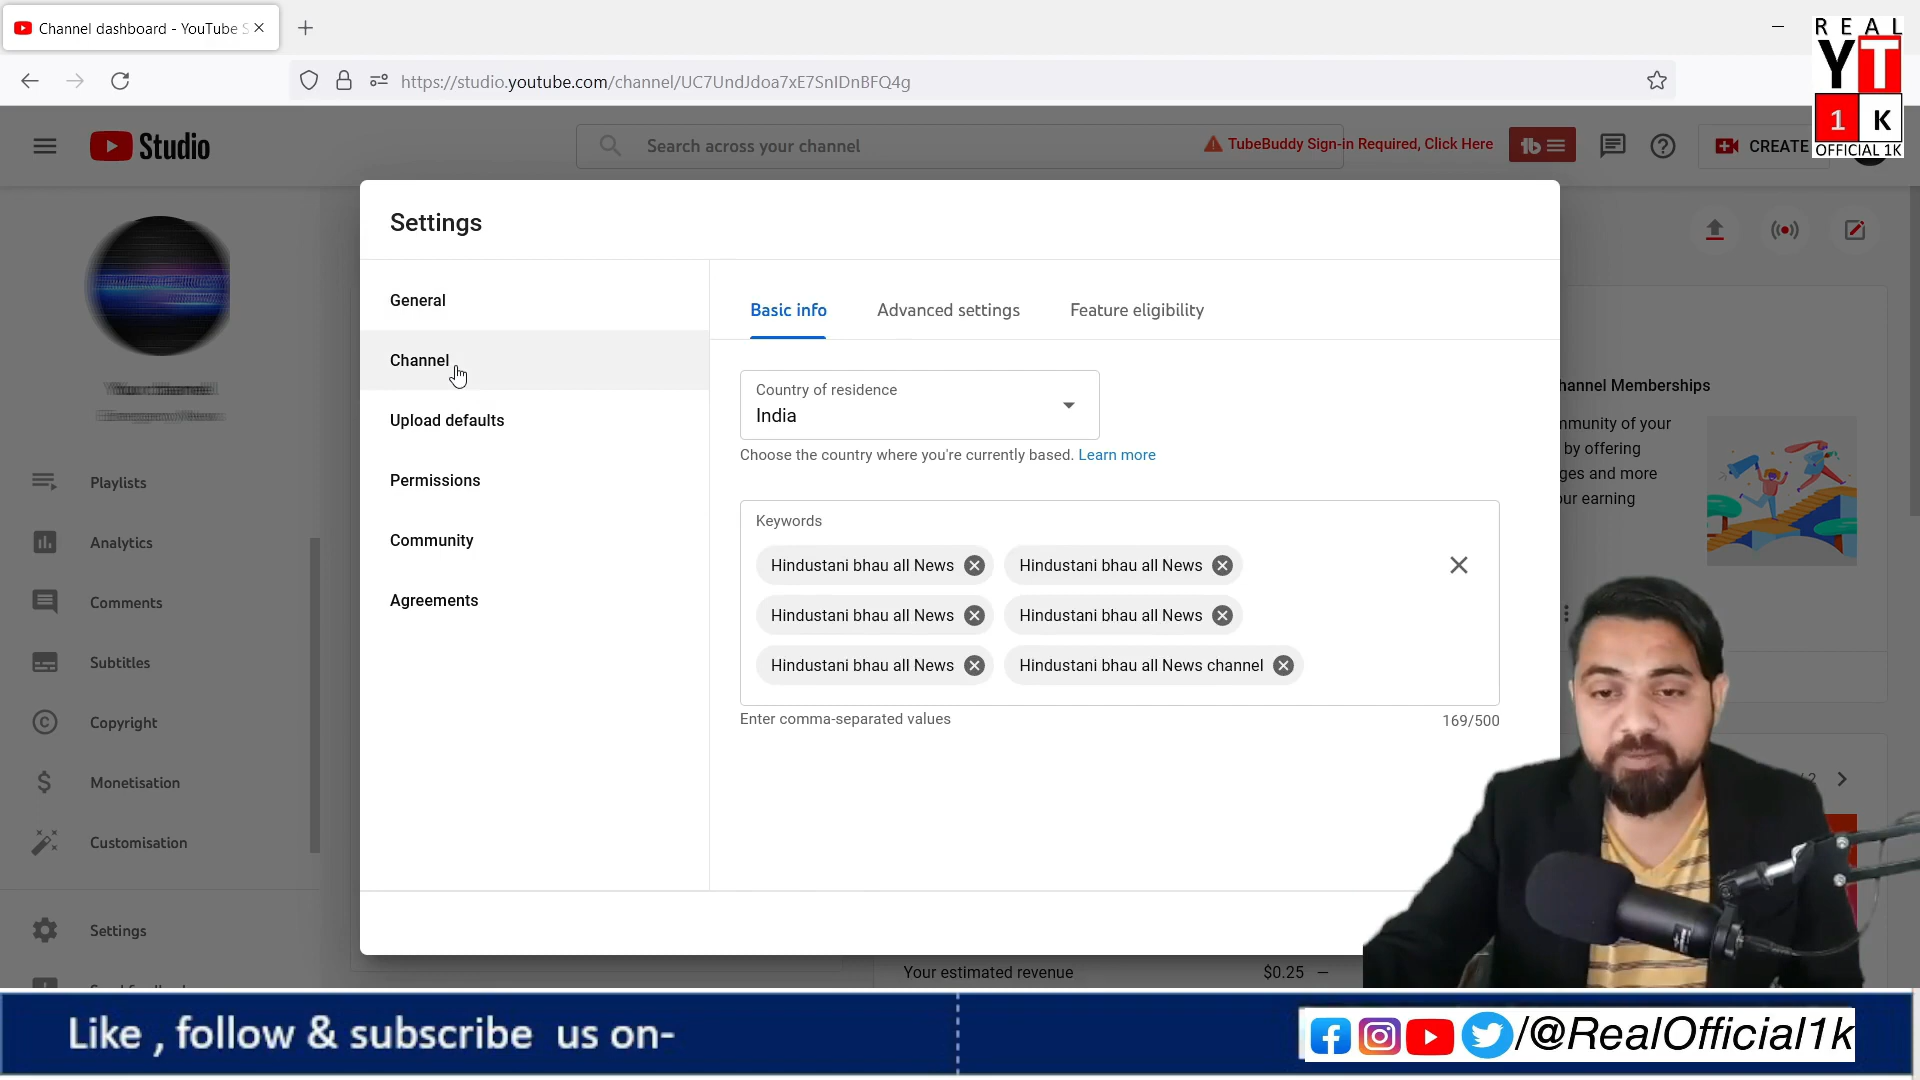 Channel dashboard - YouTube S
https://studio.youtube.com/channel/UC7UndJdoa7xE7SnIDnBFQ4g
REAL
YT
1 K
OFFICIAL 1K
Studio
Search across your channel
TubeBuddy Sign-in Required, Click Here
tb
CREATE
Settings
General
Channel
Upload defaults
Permissions
Community
Agreements
Basic info
Advanced settings
Feature eligibility
Country of residence
India
Choose the country where you're currently based. Learn more
Keywords
Hindustani bhau all News
Hindustani bhau all News
Hindustani bhau all News
Hindustani bhau all News
Hindustani bhau all News
Hindustani bhau all News channel
Enter comma-separated values
169/500
Playlists
Analytics
Comments
Subtitles
Copyright
Monetisation
Customisation
Settings
hannel Memberships
mmunity of your
by offering
ges and more
ur earning
Your estimated revenue
$0.25 —
Like , follow & subscribe us on-
/@RealOfficial1k